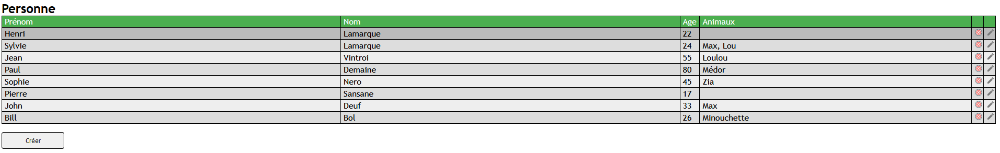 Personne
Prénom Nom Age Animaux
Henri Lamarque 22
Sylvie Lamarque 24 Max, Lou
Jean Vintroi 55 Loulou
Paul Demaine 80 Médor
Sophie Nero 45 Zia
Pierre Sansane 17
John Deuf 33 Max
Bill Bol 26 Minouchette
Créer